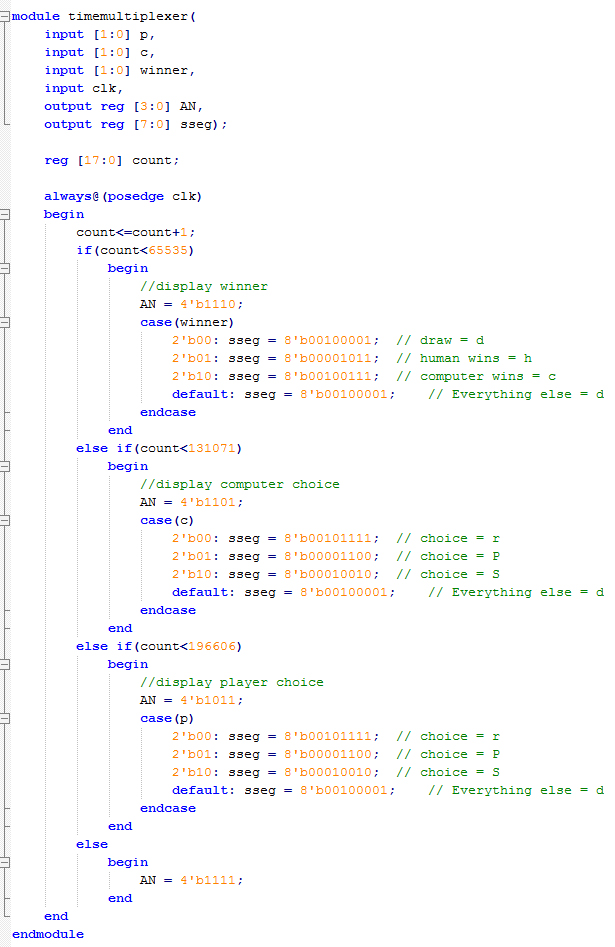 module timemultiplexer(
    input [1:0] p,
    input [1:0] c,
    input [1:0] winner,
    input clk,
    output reg [3:0] AN,
    output reg [7:0] sseg);

    reg [17:0] count;

    always@(posedge clk)
    begin
        count<=count+1;
        if(count<65535)
            begin
                //display winner
                AN = 4'b1110;
                case(winner)
                    2'b00: sseg = 8'b00100001;  // draw = d
                    2'b01: sseg = 8'b00001011;  // human wins = h
                    2'b10: sseg = 8'b00100111;  // computer wins = c
                    default: sseg = 8'b00100001;    // Everything else = d
                endcase
            end
        else if(count<131071)
            begin
                //display computer choice
                AN = 4'b1101;
                case(c)
                    2'b00: sseg = 8'b00101111;  // choice = r
                    2'b01: sseg = 8'b00001100;  // choice = P
                    2'b10: sseg = 8'b00010010;  // choice = S
                    default: sseg = 8'b00100001;    // Everything else = d
                endcase
            end
        else if(count<196606)
            begin
                //display player choice
                AN = 4'b1011;
                case(p)
                    2'b00: sseg = 8'b00101111;  // choice = r
                    2'b01: sseg = 8'b00001100;  // choice = P
                    2'b10: sseg = 8'b00010010;  // choice = S
                    default: sseg = 8'b00100001;    // Everything else = d
                endcase
            end
        else
            begin
                AN = 4'b1111;
            end
    end
endmodule